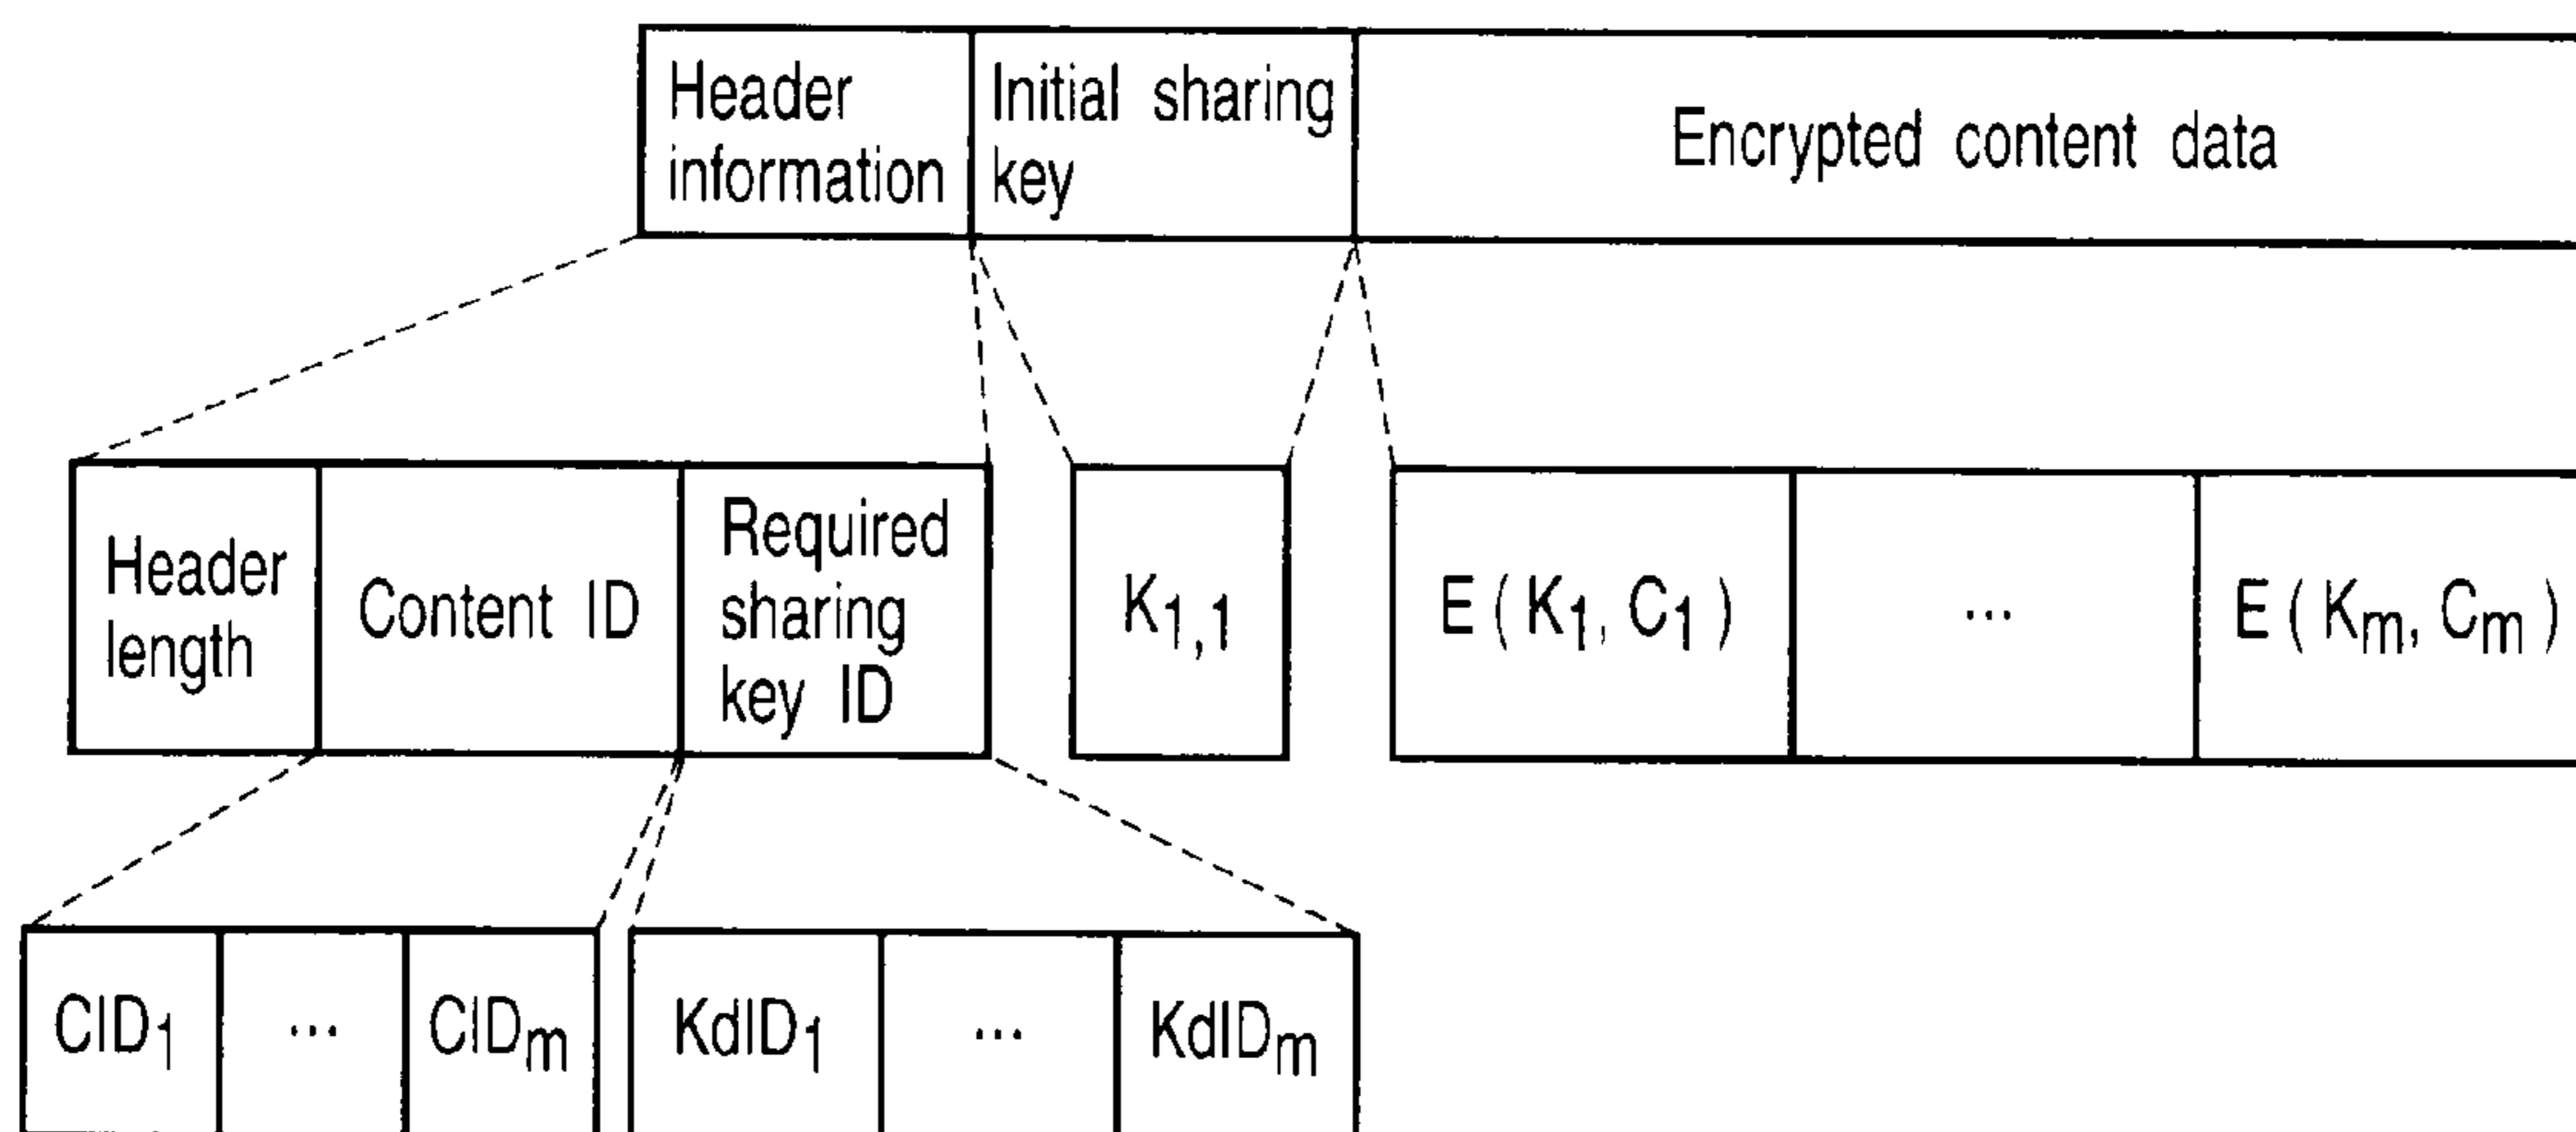 Header
information
Initial sharing
key
Encrypted content data
Header
length
Content ID
Required
sharing
key ID
K1,1
E ( K1, C1 )
...
E ( Km, Cm )
CID1
...
CIDm
KdID1
...
KdIDm